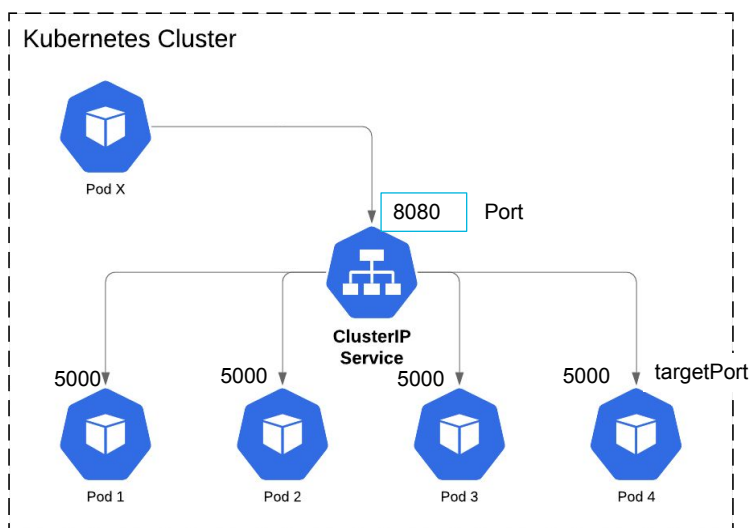 Kubernetes Cluster
Pod X
8080 Port
ClusterIP
Service
5000 5000 5000 5000 targetPort
Pod 1 Pod 2 Pod 3 Pod 4